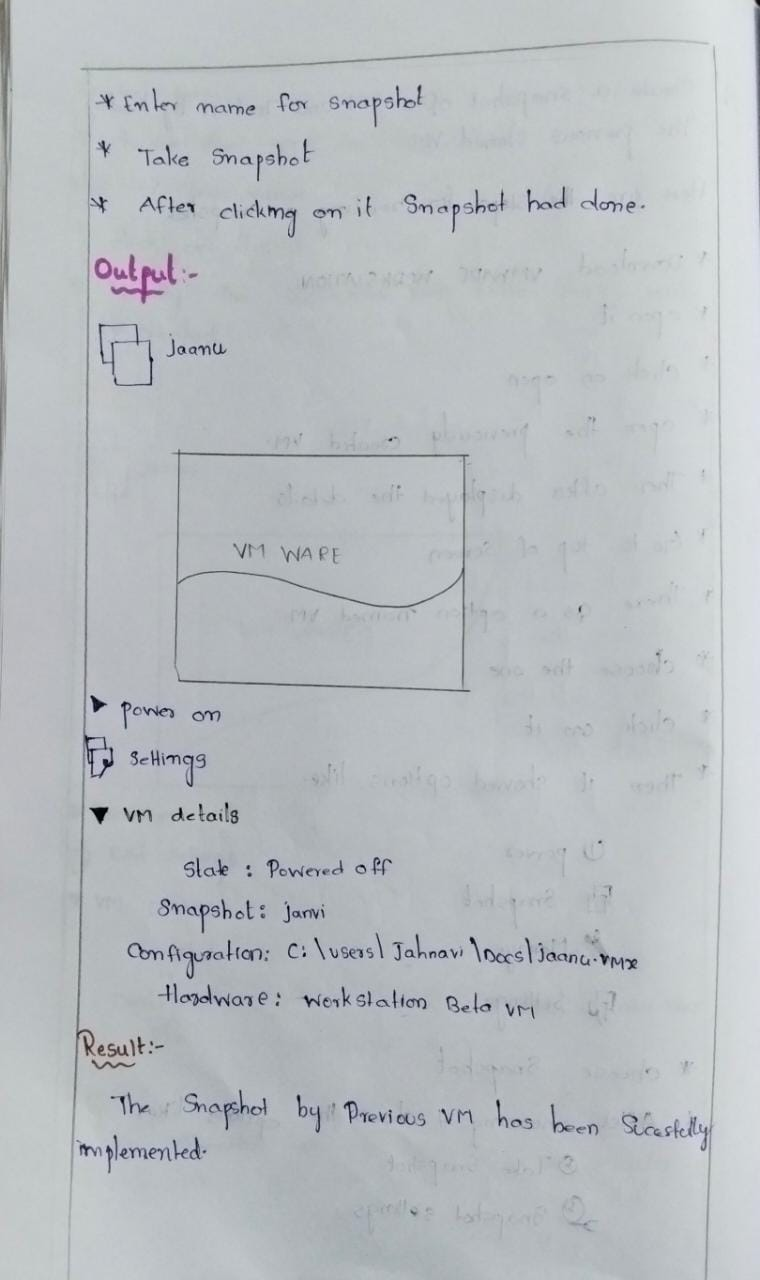 * Enter name for snapshot
* Take Snapshot
* After clicking on it Snapshot had done.
Output:-
jaanu
VM WARE
Power on
Settings
VM details
State : Powered off
Snapshot: janvi
Configuration: C:\users\Jahnavi\Docs\jaanu.vmx
Hardware: Workstation Beta VM
Result:-
The Snapshot by Previous VM has been Sucesfelly
implemented.